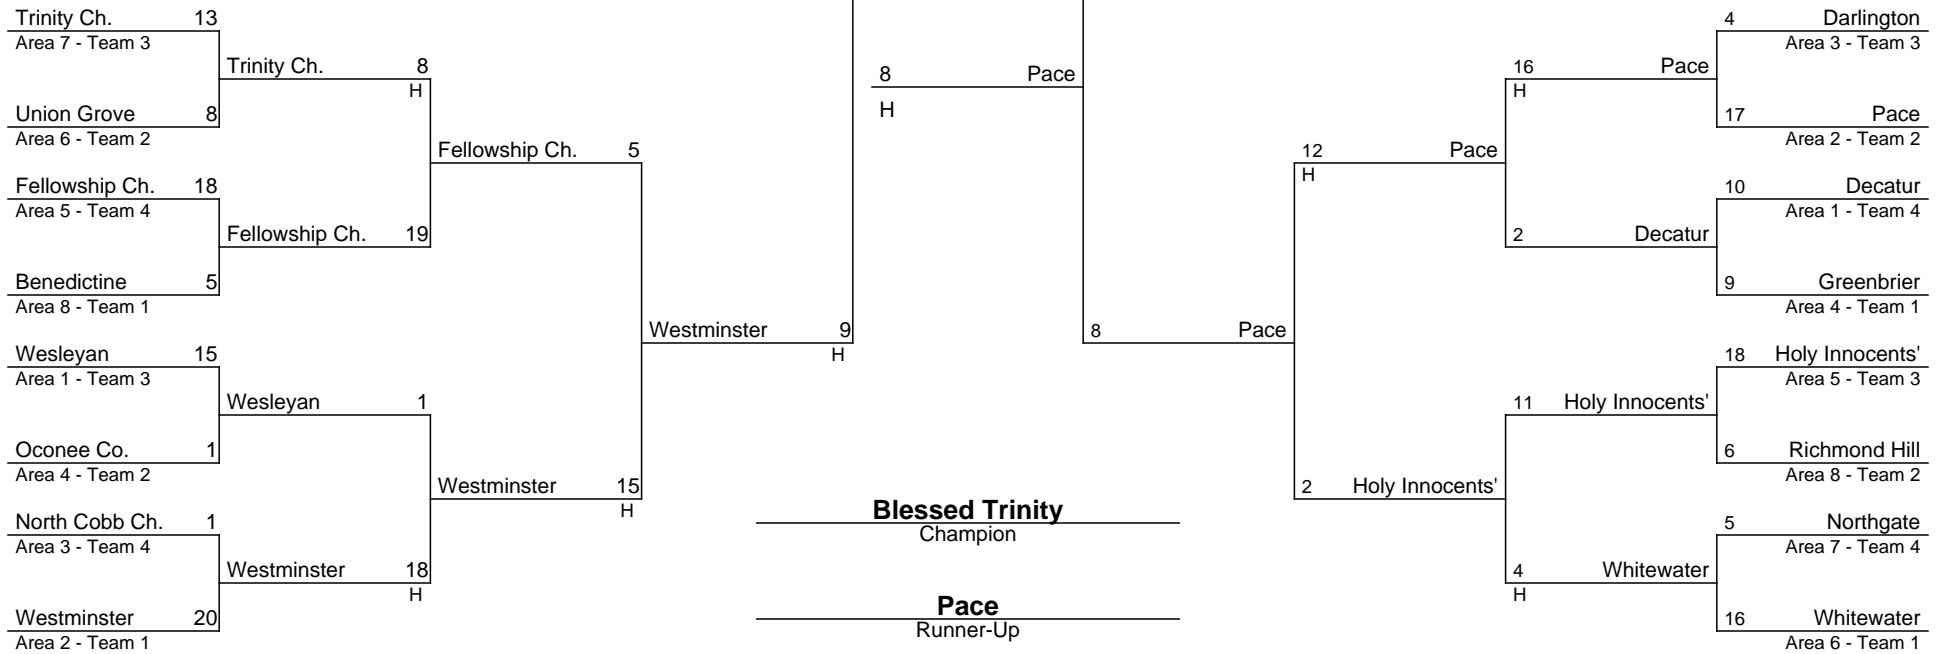 Trinity Ch. 13
Area 7 - Team 3
Trinity Ch. 8
H
Union Grove 8
Area 6 - Team 2
Fellowship Ch. 5
Fellowship Ch. 18
Area 5 - Team 4
Fellowship Ch. 19
Benedictine 5
Area 8 - Team 1
Westminster 9
H
Wesleyan 15
Area 1 - Team 3
Wesleyan 1
Oconee Co. 1
Area 4 - Team 2
Westminster 15
H
North Cobb Ch. 1
Area 3 - Team 4
Westminster 18
H
Westminster 20
Area 2 - Team 1
8 Pace
H
Blessed Trinity
Champion
Pace
Runner-Up
4 Darlington
Area 3 - Team 3
16 Pace
H
17 Pace
Area 2 - Team 2
12 Pace
H
10 Decatur
Area 1 - Team 4
2 Decatur
9 Greenbrier
Area 4 - Team 1
8 Pace
18 Holy Innocents'
Area 5 - Team 3
11 Holy Innocents'
6 Richmond Hill
Area 8 - Team 2
2 Holy Innocents'
5 Northgate
Area 7 - Team 4
4 Whitewater
H
16 Whitewater
Area 6 - Team 1